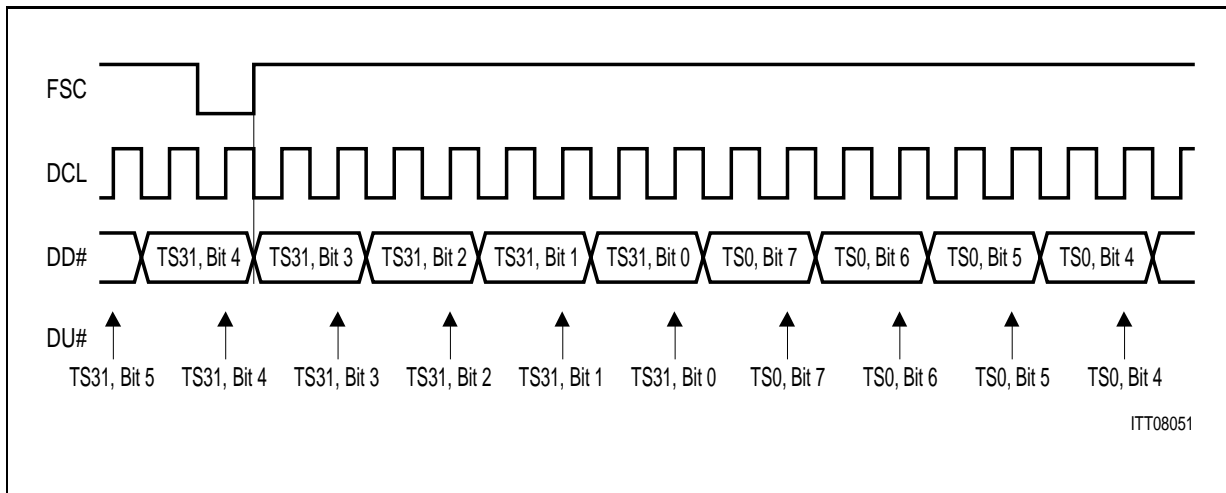 FSC
DCL
DD# TS31, Bit 4 TS31, Bit 3 TS31, Bit 2 TS31, Bit 1 TS31, Bit 0 TS0, Bit 7 TS0, Bit 6 TS0, Bit 5 TS0, Bit 4
DU#
TS31, Bit 5 TS31, Bit 4 TS31, Bit 3 TS31, Bit 2 TS31, Bit 1 TS31, Bit 0 TS0, Bit 7 TS0, Bit 6 TS0, Bit 5 TS0, Bit 4
ITT08051